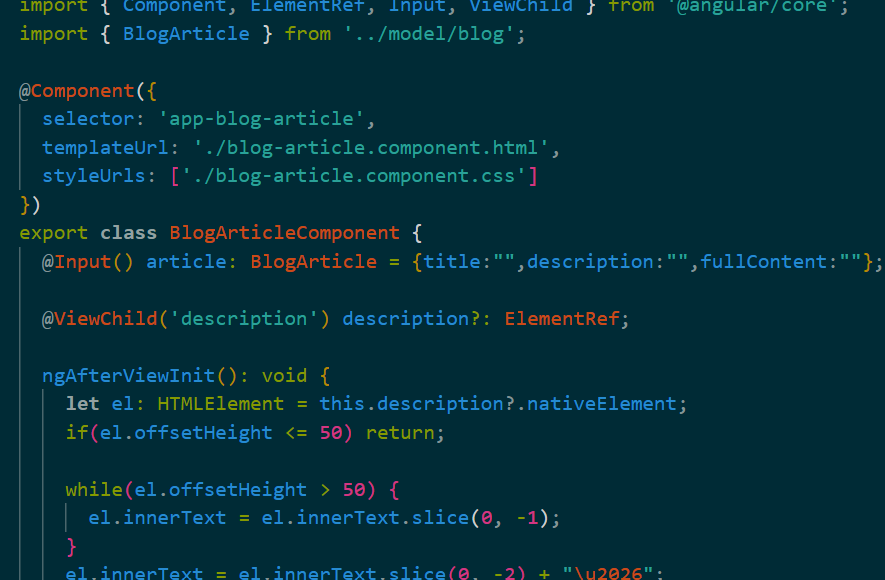 import { Component, ElementRef, Input, ViewChild } from '@angular/core';
import { BlogArticle } from '../model/blog';
@Component({
selector: 'app-blog-article',
templateUrl: './blog-article.component.html',
styleUrls: ['./blog-article.component.css']
})
export class BlogArticleComponent {
@Input() article: BlogArticle = {title:"",description:"",fullContent:""};
@ViewChild('description') description?: ElementRef;
ngAfterViewInit(): void {
let el: HTMLElement = this.description?.nativeElement;
if(el.offsetHeight <= 50) return;
while(el.offsetHeight > 50) {
el.innerText = el.innerText.slice(0, -1);
}
el.innerText = el.innerText.slice(0, -2) + "\u2026";